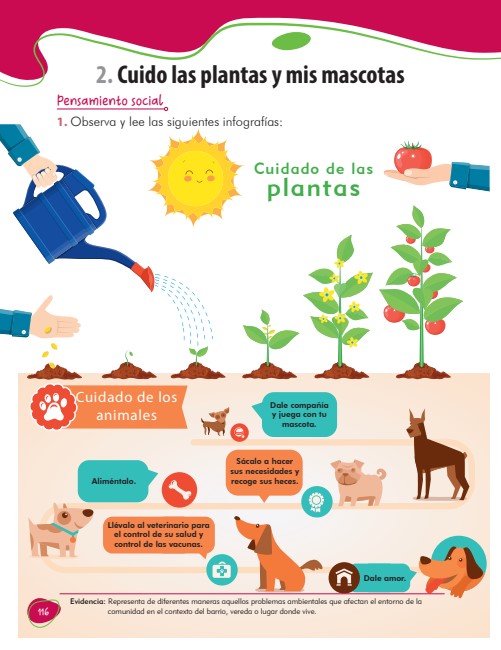 2. Cuido las plantas y mis mascotas
Pensamiento social
1. Observa y lee las siguientes infografías:
Cuidado de las
plantas
Cuidado de los
animales
Dale compañía
y juega con tu
mascota.
Sácalo a hacer
sus necesidades y
recoge sus heces.
Aliméntalo.
Llévalo al veterinario para
el control de su salud y
control de las vacunas.
Dale amor.
Evidencia: Representa de diferentes maneras aquellos problemas ambientales que afectan el entorno de la
comunidad en el contexto del barrio, vereda o lugar donde vive.
116